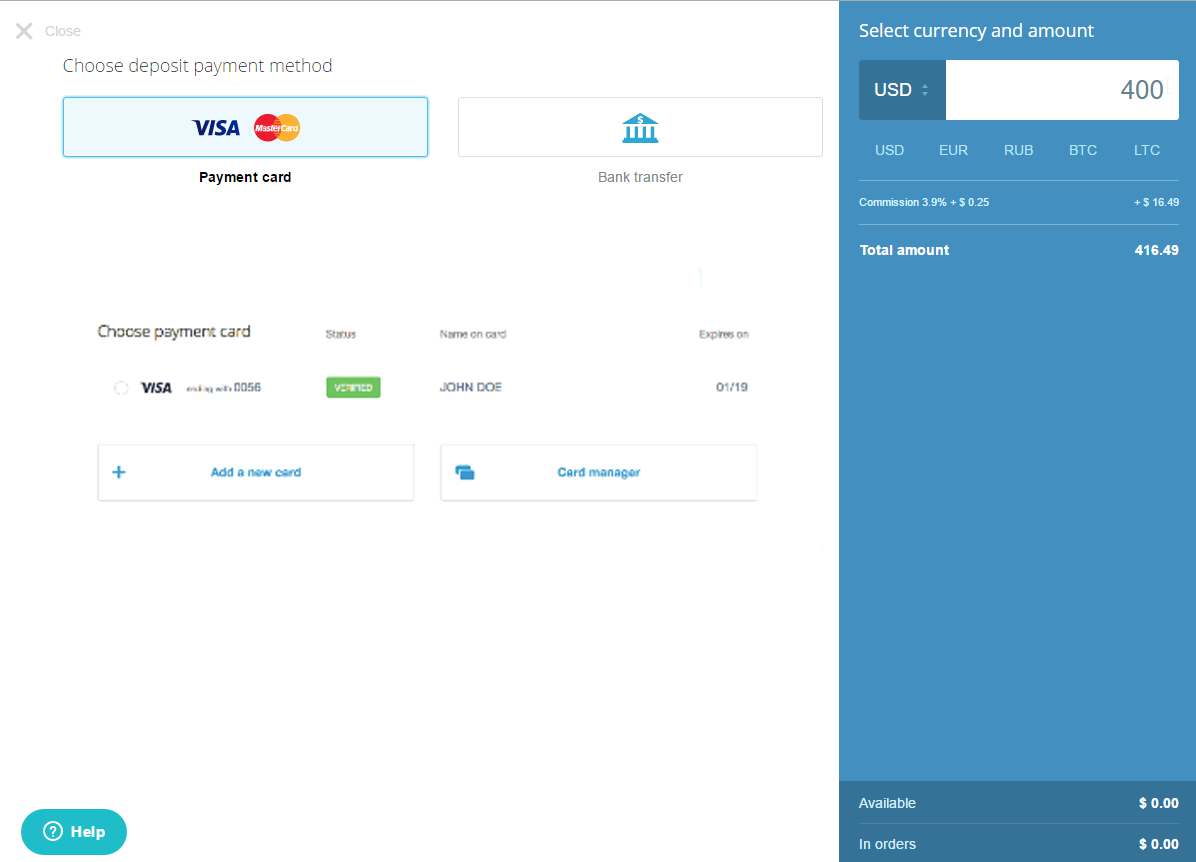 Close
Choose deposit payment method
VISA MasterCard
Payment card
Bank transfer
Choose payment card Status Name on card Expires on
VISA ending with 0056 VERIFIED JOHN DOE 01/19
Add a new card
Card manager
Help
Select currency and amount
USD 400
USD EUR RUB BTC LTC
Commission 3.9% + $ 0.25 + $ 16.49
Total amount 416.49
Available $ 0.00
In orders $ 0.00